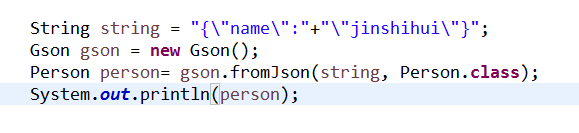 String string = "{\"name\":"+"\"jinshihui\"}";
Gson gson = new Gson();
Person person= gson.fromJson(string, Person.class);
System.out.println(person);